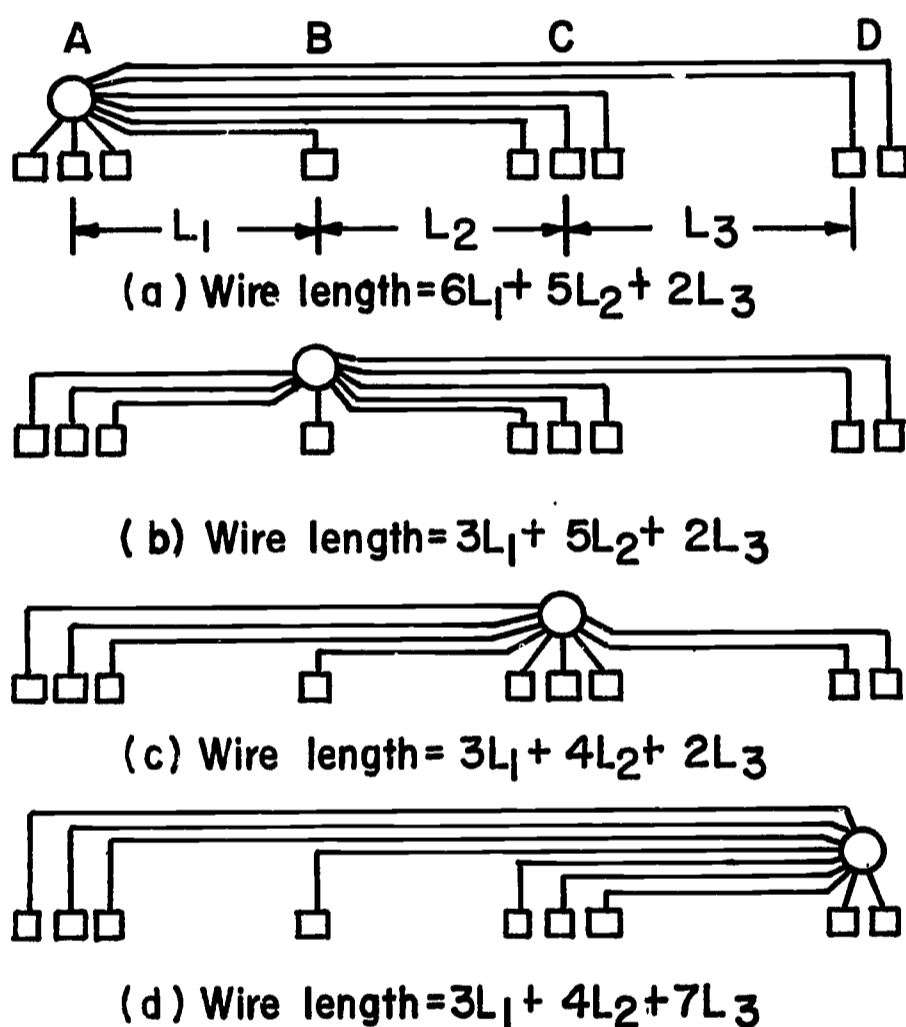 A B C D
L1 L2 L3
(a) Wire length=6L1+ 5L2+ 2L3
(b) Wire length=3L1+ 5L2+ 2L3
(c) Wire length= 3L1+ 4L2+ 2L3
(d) Wire length=3L1+ 4L2+7L3